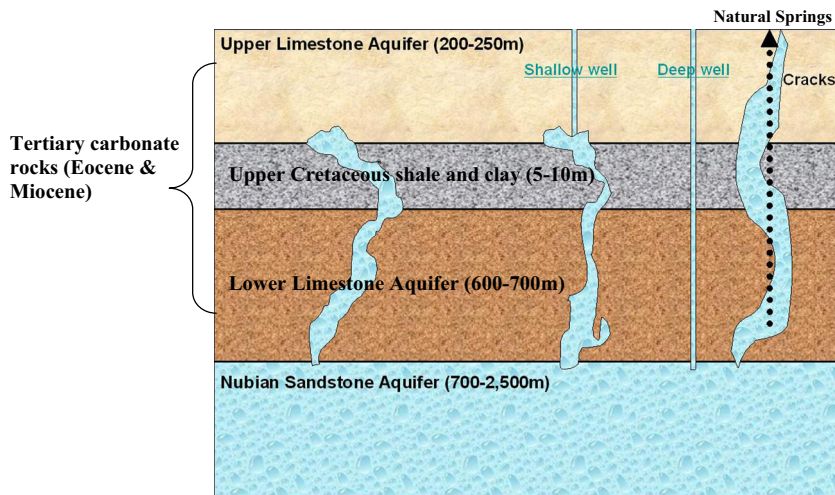 Natural Springs
Upper Limestone Aquifer (200-250m)
Shallow well
Deep well
Cracks
Tertiary carbonate
rocks (Eocene &
Miocene)
Upper Cretaceous shale and clay (5-10m)
Lower Limestone Aquifer (600-700m)
Nubian Sandstone Aquifer (700-2,500m)